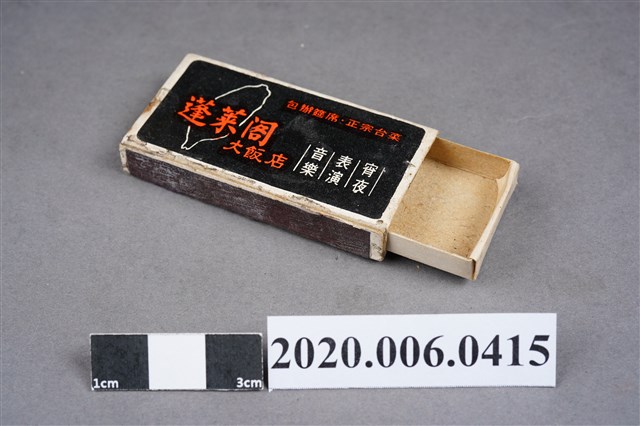 包辦筵席·正宗台菜
蓬萊阁
大飯店
音樂
表演
宵夜
1cm
3cm
2020.006.0415